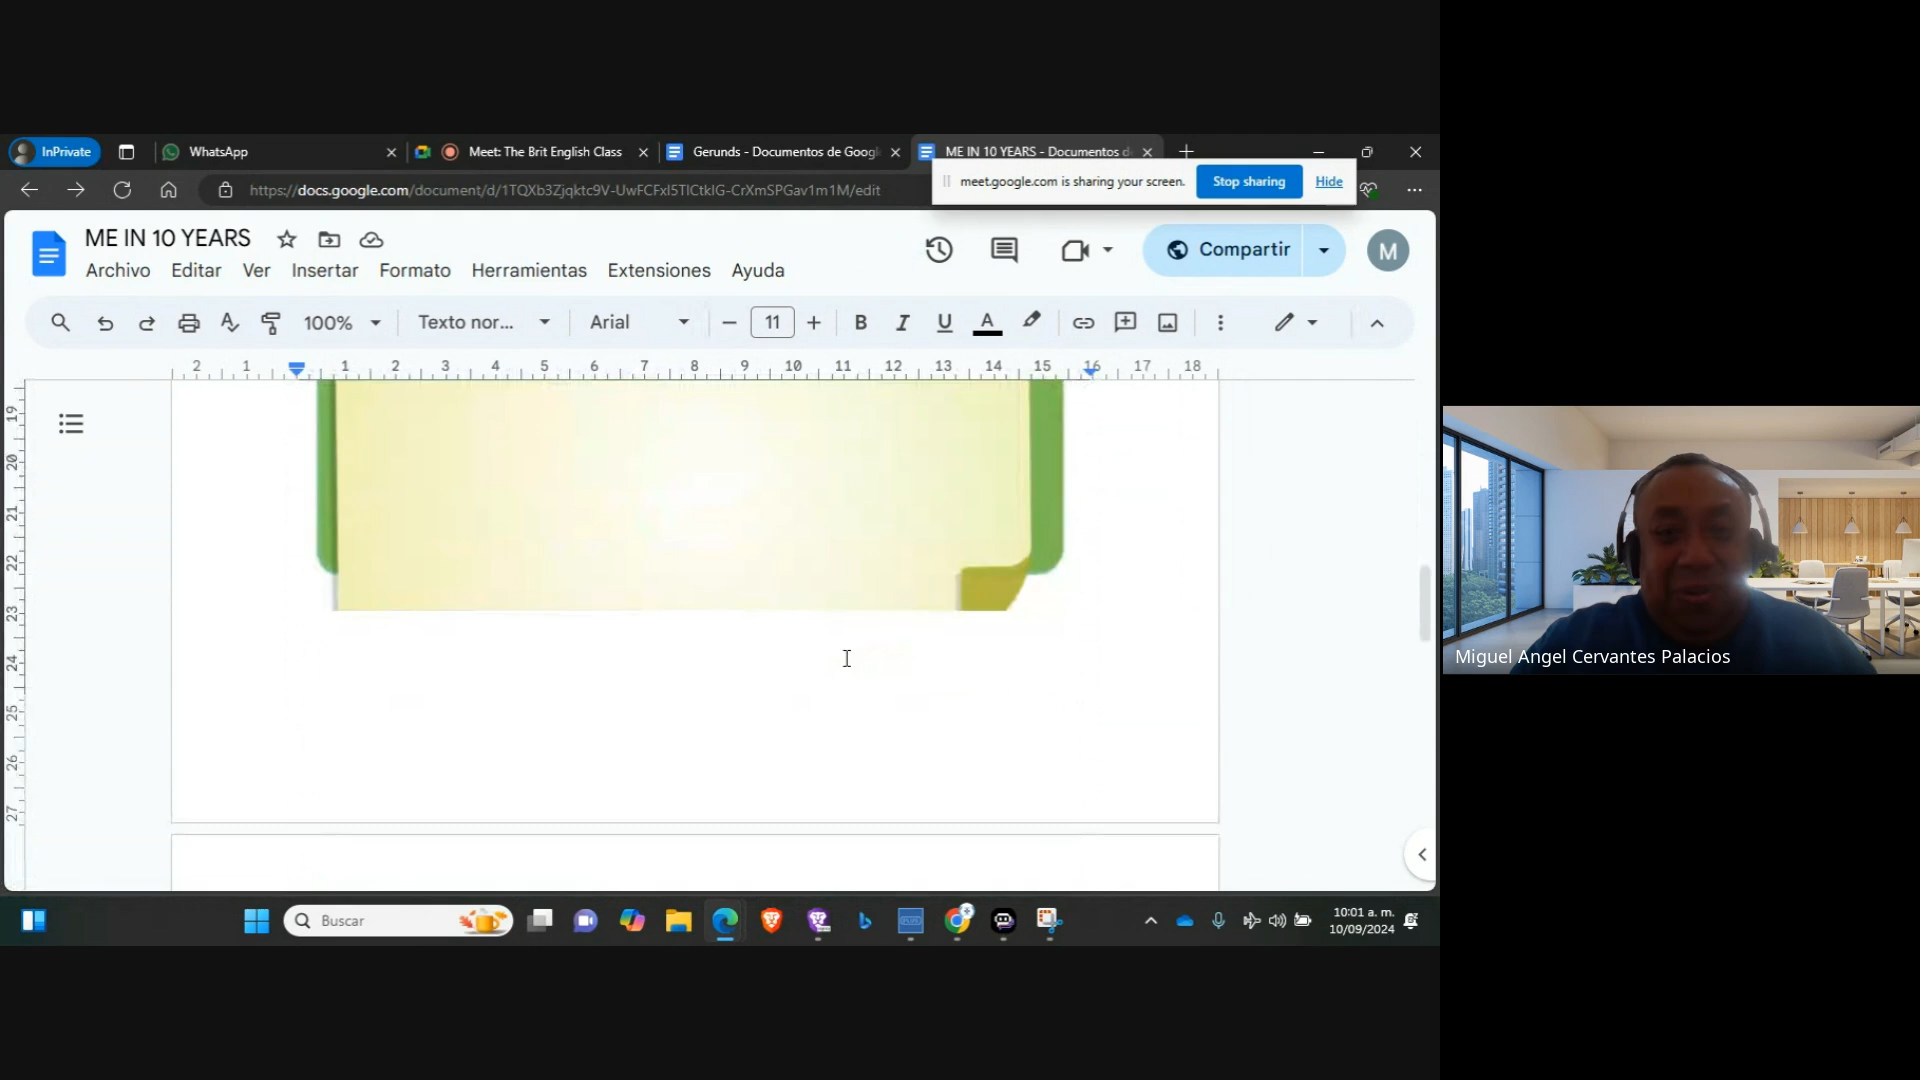 InPrivate
WhatsApp
Meet: The Brit English Class
Gerunds - Documentos de Goog
ME IN 10 YEARS - Documentos d
https://docs.google.com/document/d/1TQXb3Zjqktc9V-UwFCFxI5TlCtkIG-CrXmSPGav1m1M/edit
meet.google.com is sharing your screen.
Stop sharing
Hide
ME IN 10 YEARS
Archivo Editar Ver Insertar Formato Herramientas Extensiones Ayuda
Compartir
M
100%
Texto nor...
Arial
11
B I U A
2 1 1 2 3 4 5 6 7 8 9 10 11 12 13 14 15 16 17 18
19
20
21
22
23
24
25
26
27
Miguel Angel Cervantes Palacios
Buscar
10:01 a. m.
10/09/2024